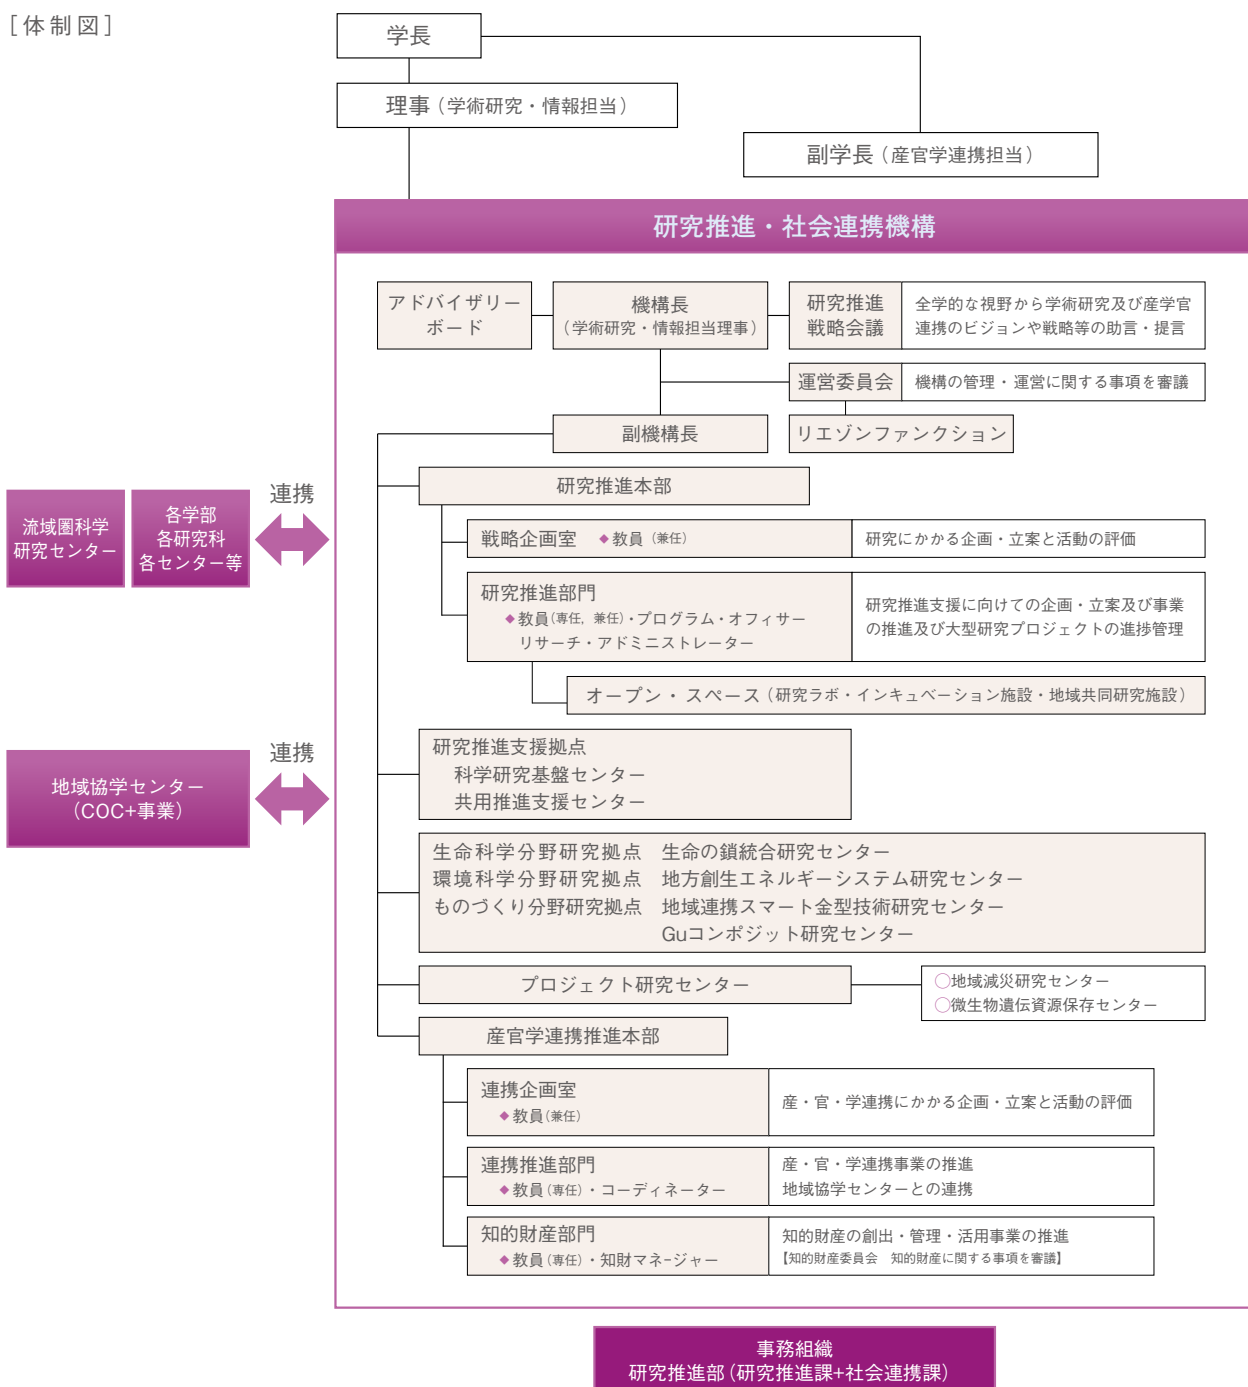 ［体制図］
学長
理事（学術研究・情報担当）
副学長（産官学連携担当）
研究推進・社会連携機構
アドバイザリー
ボード
機構長
（学術研究・情報担当理事）
研究推進
戦略会議
全学的な視野から学術研究及び産学官
連携のビジョンや戦略等の助言・提言
運営委員会
機構の管理・運営に関する事項を審議
副機構長
リエゾンファンクション
研究推進本部
連携
流域圏科学
研究センター
各学部
各研究科
各センター等
戦略企画室 ◆教員（兼任）
研究にかかる企画・立案と活動の評価
研究推進部門
◆教員（専任，兼任）・プログラム・オフィサー
リサーチ・アドミニストレーター
研究推進支援に向けての企画・立案及び事業
の推進及び大型研究プロジェクトの進捗管理
オープン・スペース（研究ラボ・インキュベーション施設・地域共同研究施設）
連携
地域協学センター
（COC+事業）
研究推進支援拠点
科学研究基盤センター
共用推進支援センター
生命科学分野研究拠点 生命の鎖統合研究センター
環境科学分野研究拠点 地方創生エネルギーシステム研究センター
ものづくり分野研究拠点 地域連携スマート金型技術研究センター
Guコンポジット研究センター
プロジェクト研究センター
○地域減災研究センター
○微生物遺伝資源保存センター
産官学連携推進本部
連携企画室
◆教員（兼任）
産・官・学連携にかかる企画・立案と活動の評価
連携推進部門
◆教員（専任）・コーディネーター
産・官・学連携事業の推進
地域協学センターとの連携
知的財産部門
◆教員（専任）・知財マネージャー
知的財産の創出・管理・活用事業の推進
【知的財産委員会　知的財産に関する事項を審議】
事務組織
研究推進部（研究推進課+社会連携課）